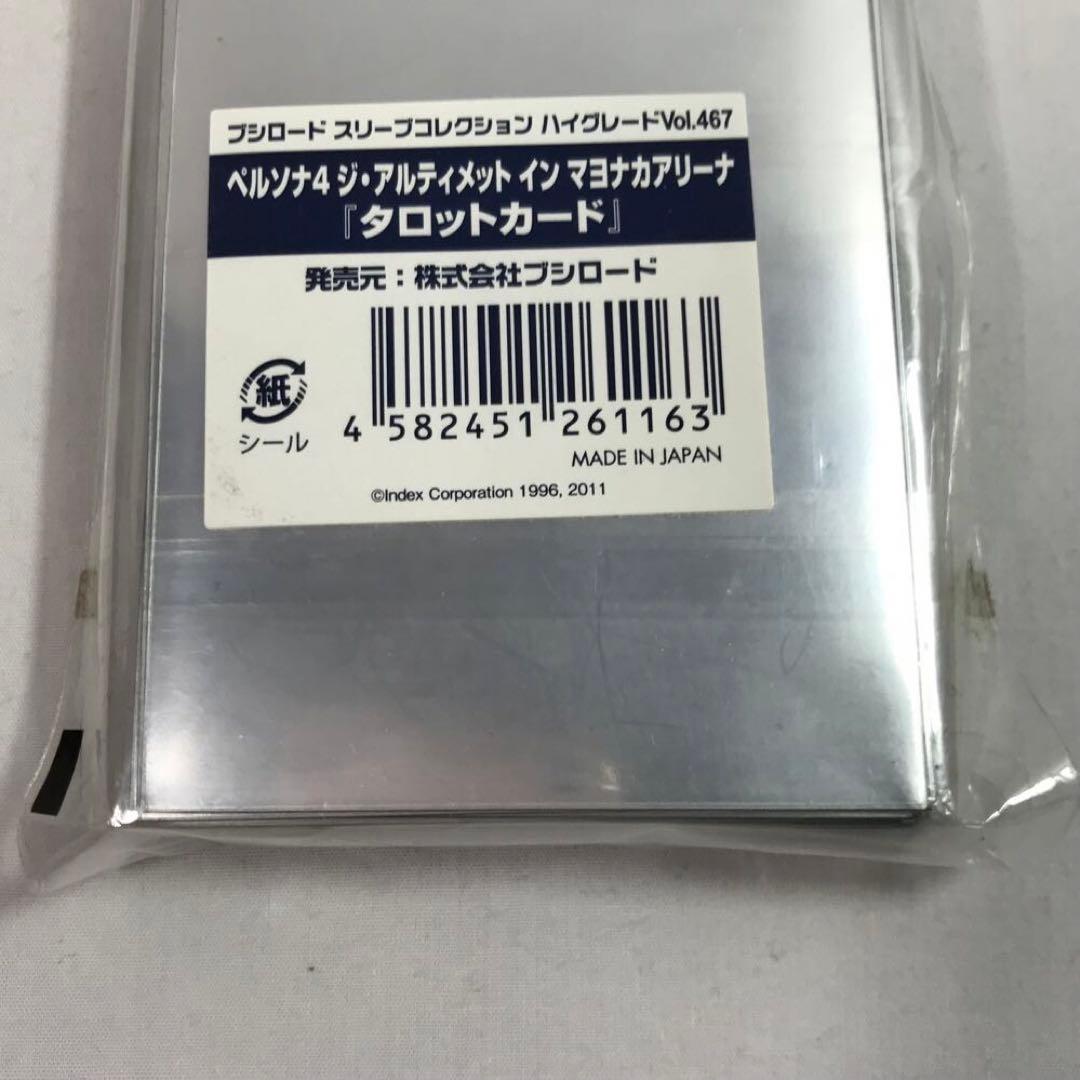 ブシロード スリーブコレクション ハイグレードVol.467
ペルソナ4 ジ・アルティメット イン マヨナカアリーナ
『タロットカード』
発売元：株式会社ブシロード
紙
シール
4 582451 261163
MADE IN JAPAN
©Index Corporation 1996, 2011